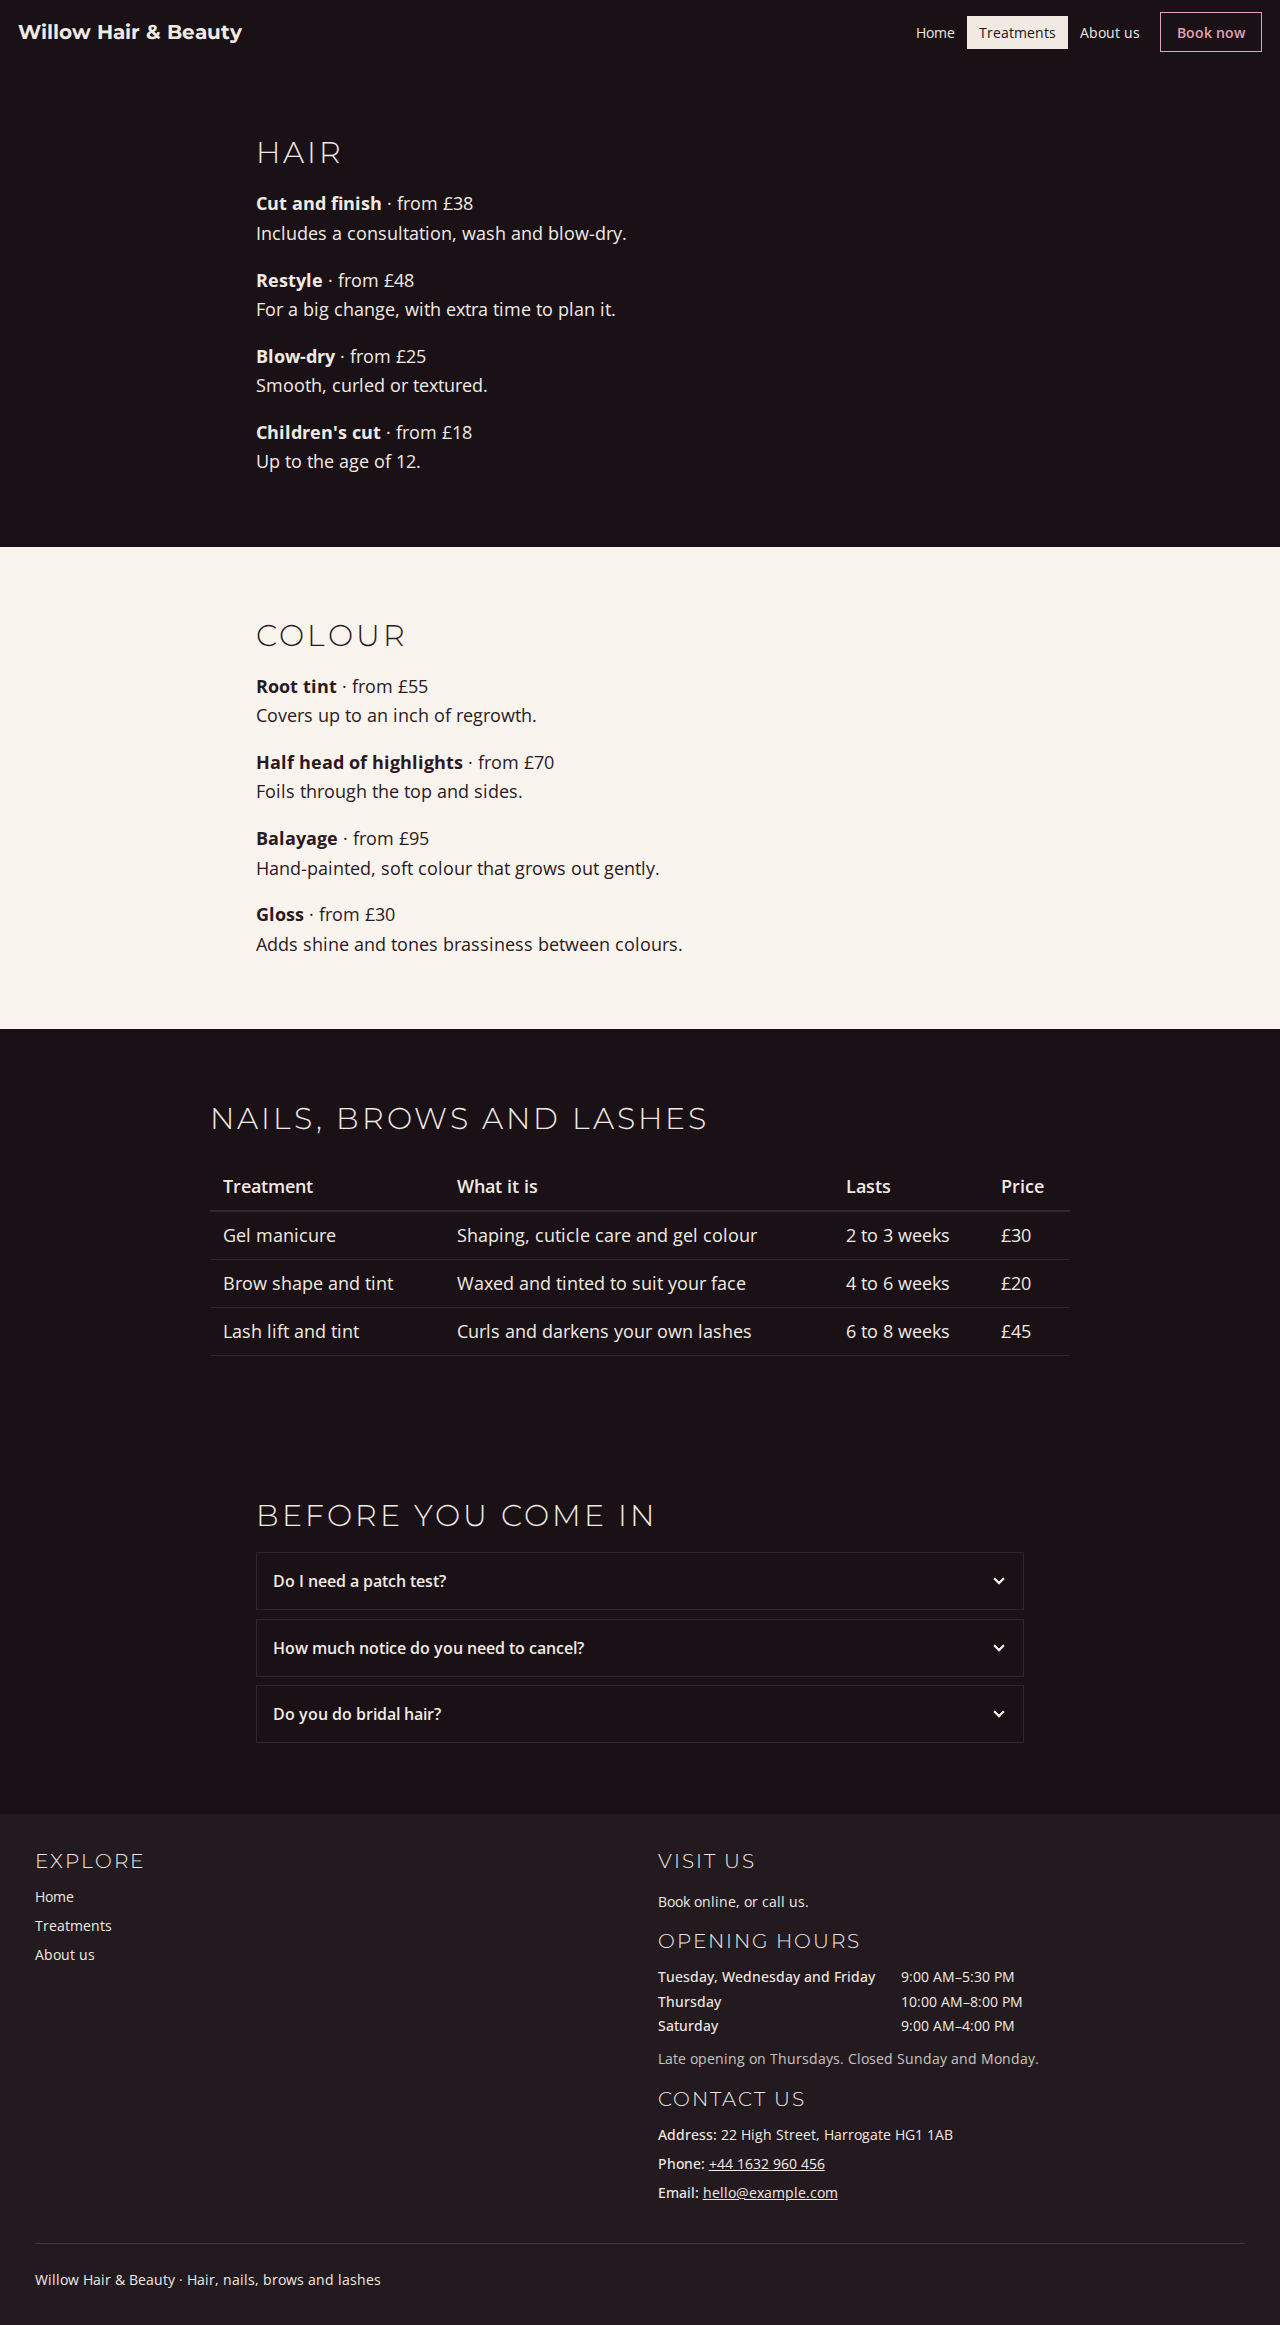 Willow Hair & Beauty
Home
Treatments
About us
Book now
HAIR
Cut and finish · from £38
Includes a consultation, wash and blow-dry.
Restyle · from £48
For a big change, with extra time to plan it.
Blow-dry · from £25
Smooth, curled or textured.
Children's cut · from £18
Up to the age of 12.
COLOUR
Root tint · from £55
Covers up to an inch of regrowth.
Half head of highlights · from £70
Foils through the top and sides.
Balayage · from £95
Hand-painted, soft colour that grows out gently.
Gloss · from £30
Adds shine and tones brassiness between colours.
NAILS, BROWS AND LASHES
Treatment What it is Lasts Price
Gel manicure Shaping, cuticle care and gel colour 2 to 3 weeks £30
Brow shape and tint Waxed and tinted to suit your face 4 to 6 weeks £20
Lash lift and tint Curls and darkens your own lashes 6 to 8 weeks £45
BEFORE YOU COME IN
Do I need a patch test?
How much notice do you need to cancel?
Do you do bridal hair?
EXPLORE
Home
Treatments
About us
VISIT US
Book online, or call us.
OPENING HOURS
Tuesday, Wednesday and Friday 9:00 AM–5:30 PM
Thursday 10:00 AM–8:00 PM
Saturday 9:00 AM–4:00 PM
Late opening on Thursdays. Closed Sunday and Monday.
CONTACT US
Address: 22 High Street, Harrogate HG1 1AB
Phone: +44 1632 960 456
Email: hello@example.com
Willow Hair & Beauty · Hair, nails, brows and lashes